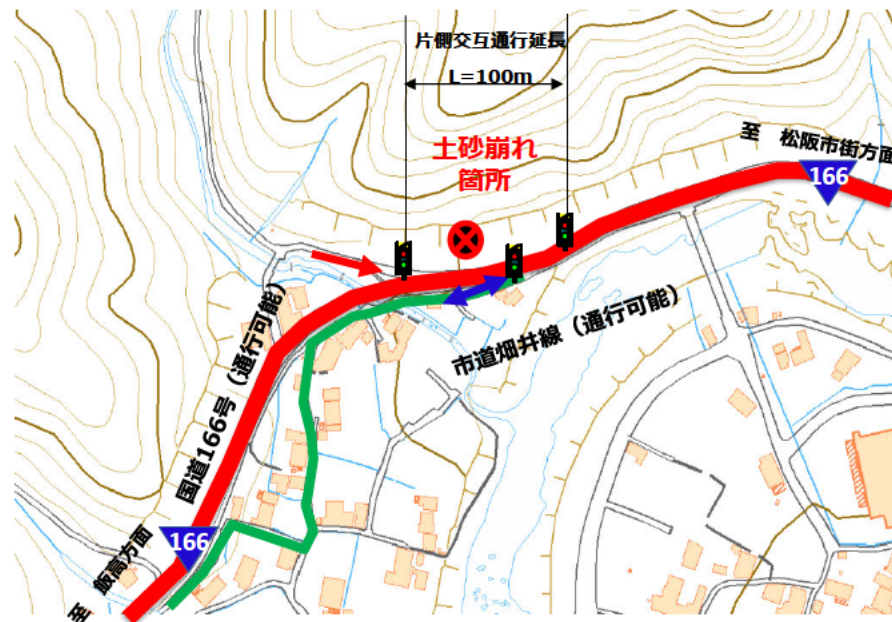 片側交互通行延長
L=100m
土砂崩れ
箇所
至 松阪市街方面
166
市道畑井線（通行可能）
国道166号（通行可能）
166
至 飯高方面